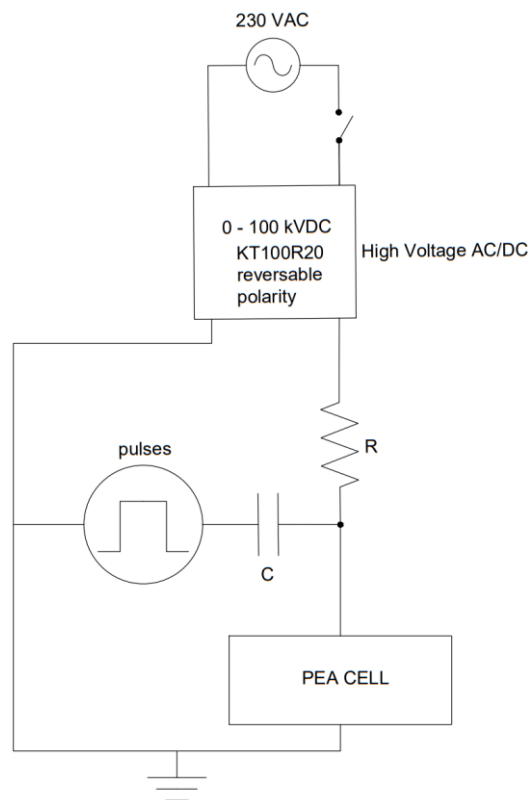 230 VAC
0 - 100 kVDC
KT100R20
reversable
polarity
High Voltage AC/DC
R
pulses
C
PEA CELL